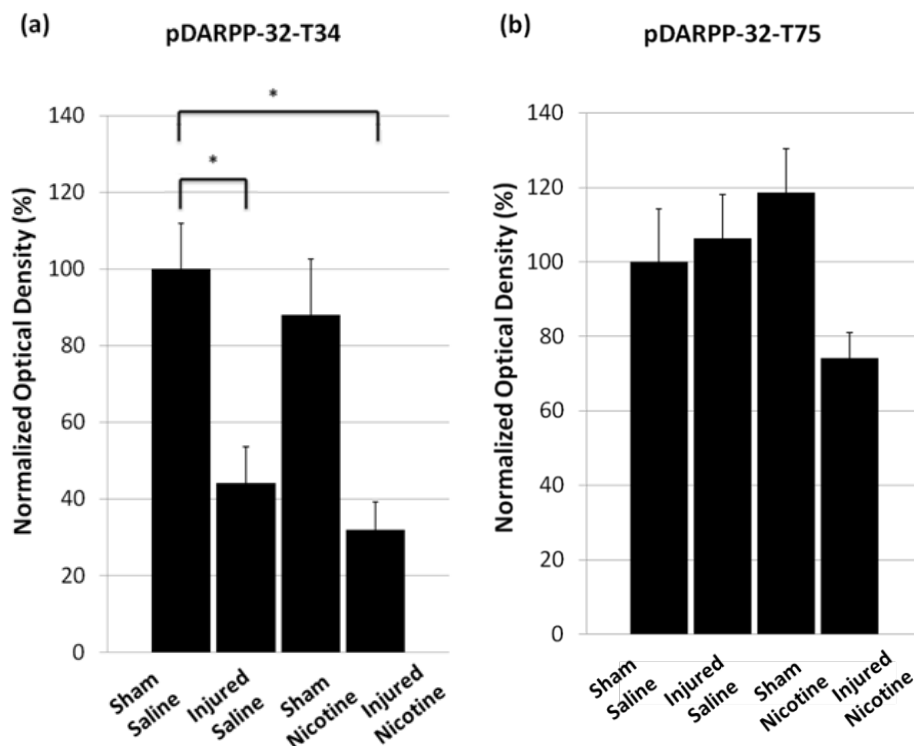 (a)
pDARPP-32-T34
*
*
Normalized Optical Density (%)
140
120
100
80
60
40
20
0
Sham
Saline
Injured
Saline
Sham
Nicotine
Injured
Nicotine
(b)
pDARPP-32-T75
Normalized Optical Density (%)
140
120
100
80
60
40
20
0
Sham
Saline
Injured
Saline
Sham
Nicotine
Injured
Nicotine